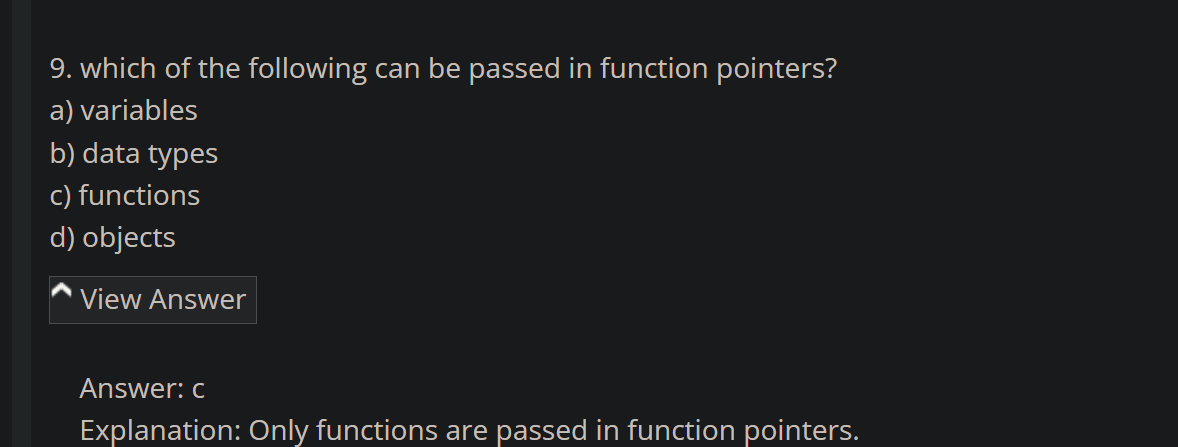 9. which of the following can be passed in function pointers?
a) variables
b) data types
c) functions
d) objects
View Answer
Answer: c
Explanation: Only functions are passed in function pointers.